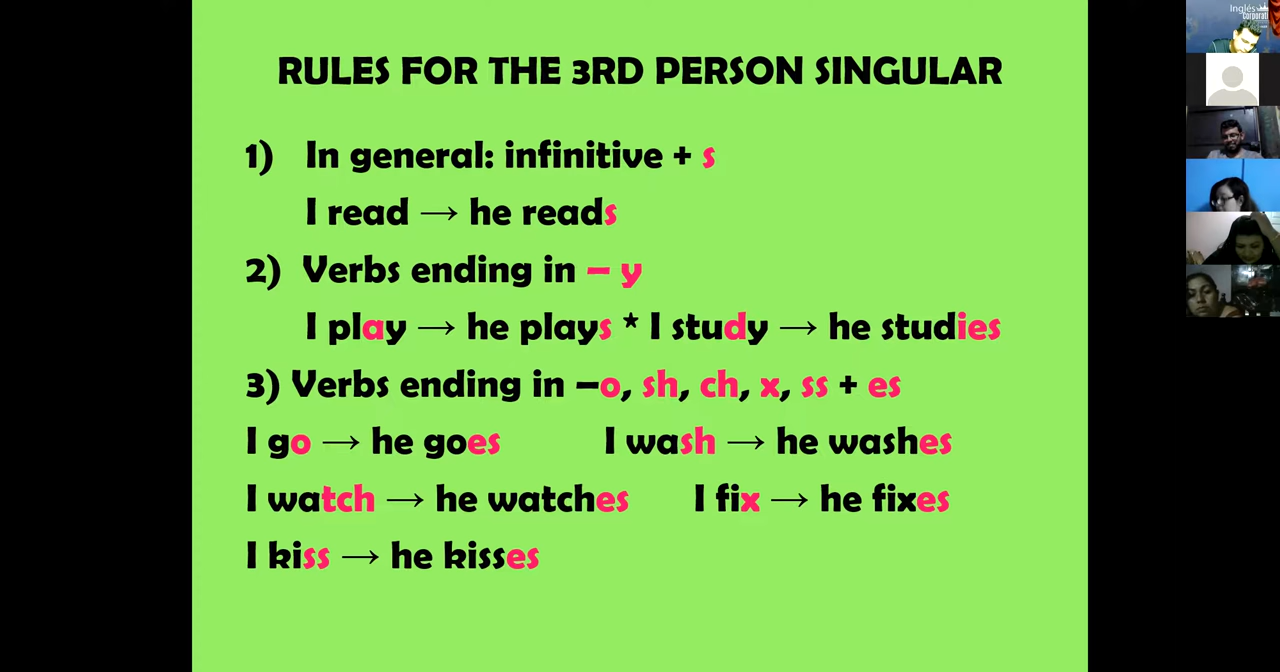 RULES FOR THE 3RD PERSON SINGULAR
1) In general: infinitive + s
I read → he reads
2) Verbs ending in – y
I play → he plays * I study → he studies
3) Verbs ending in –o, sh, ch, x, ss + es
I go → he goes I wash → he washes
I watch → he watches I fix → he fixes
I kiss → he kisses
Inglés